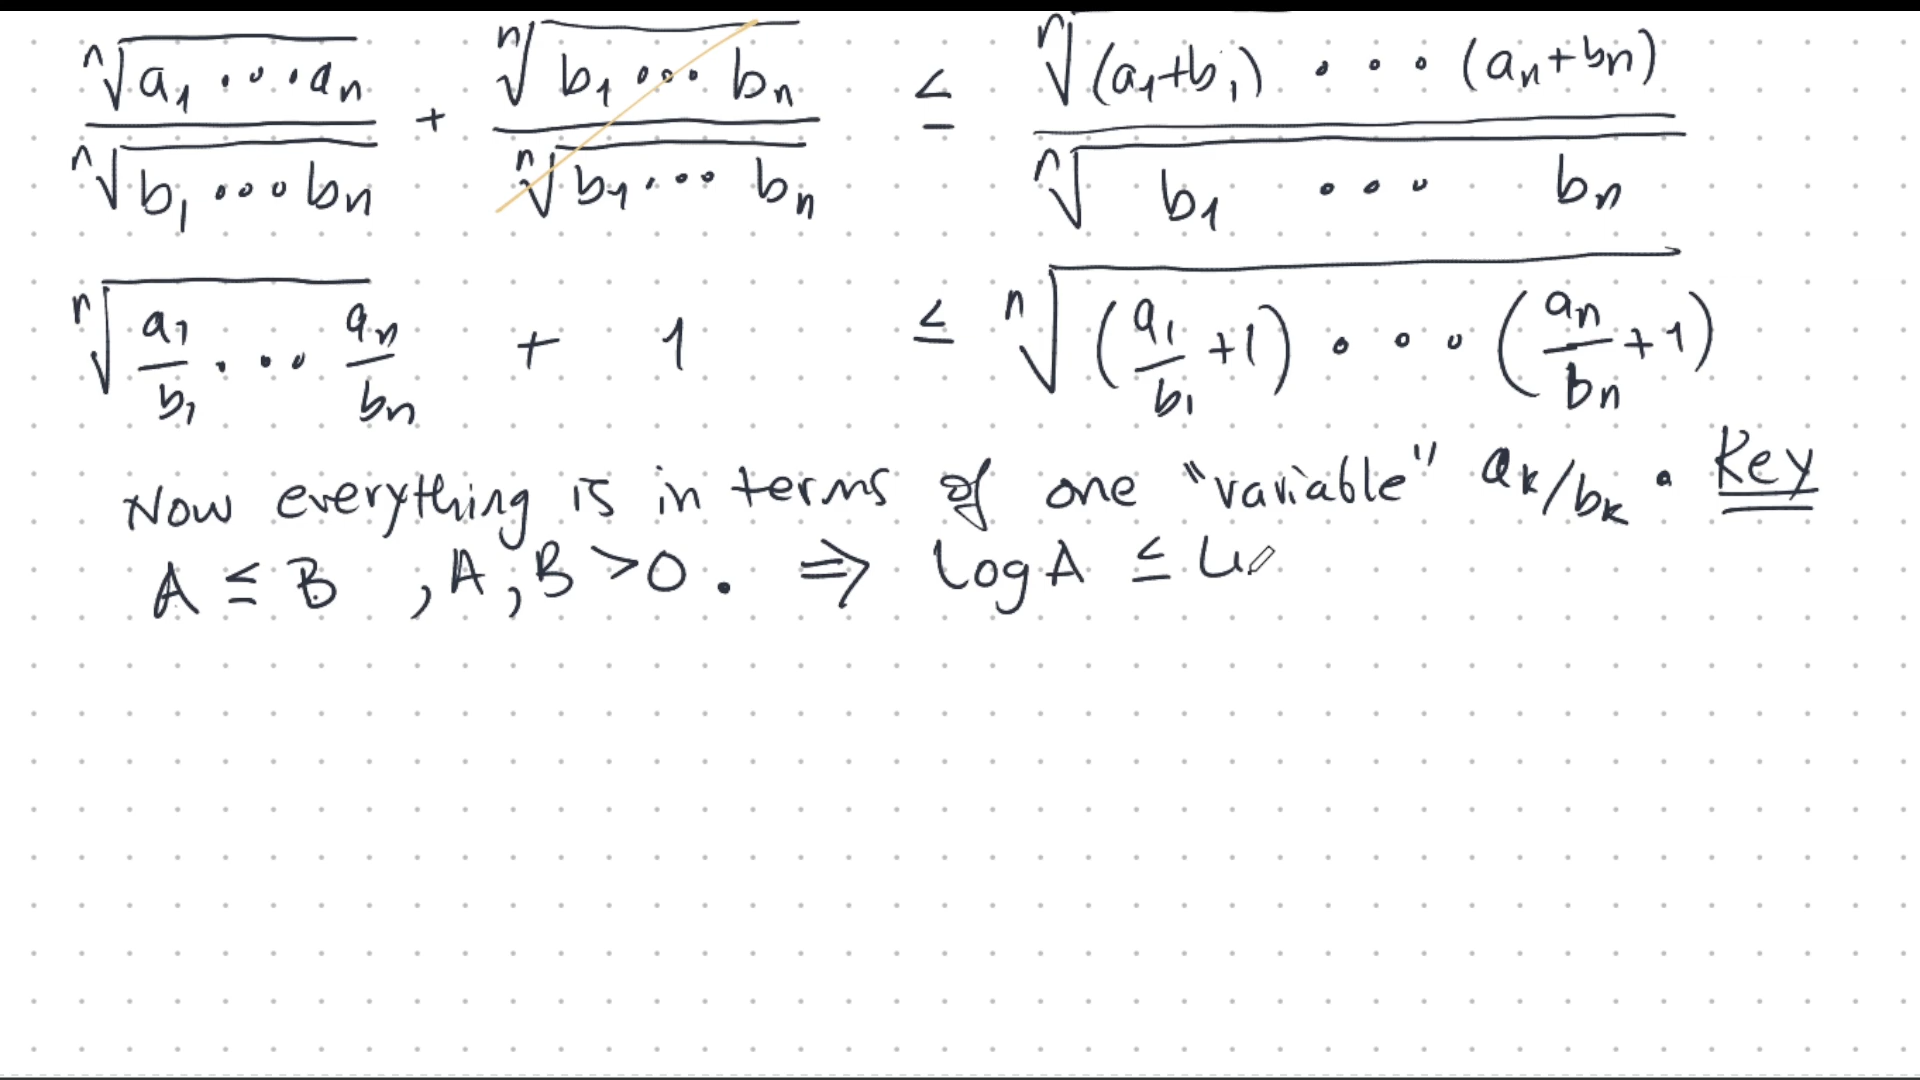 ⁿ√(a₁ ... aₙ) / ⁿ√(b₁ ... bₙ) + ⁿ√(b₁ ... bₙ) / ⁿ√(b₁ ... bₙ) ≤ ⁿ√((a₁+b₁) ... (aₙ+bₙ)) / ⁿ√(b₁ ... bₙ)
ⁿ√(a₁/b₁ ... aₙ/bₙ) + 1 ≤ ⁿ√((a₁/b₁ +1) ... (aₙ/bₙ +1))
Now everything is in terms of one "variable" aₖ/bₖ . Key
A ≤ B , A, B > 0 . ⇒ log A ≤